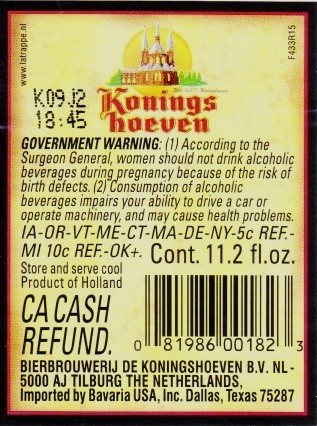 www.latrappe.nl
F433R15
K09J2
18:45
Konings
hoeven
GOVERNMENT WARNING: (1) According to the
Surgeon General, women should not drink alcoholic
beverages during pregnancy because of the risk of
birth defects. (2) Consumption of alcoholic
beverages impairs your ability to drive a car or
operate machinery, and may cause health problems.
IA-OR-VT-ME-CT-MA-DE-NY-5c REF.-
MI 10c REF.-OK+. Cont. 11.2 fl.oz.
Store and serve cool
Product of Holland
CA CASH
REFUND.
0 81986 00182 3
BIERBROUWERIJ DE KONINGSHOEVEN B.V. NL -
5000 AJ TILBURG THE NETHERLANDS,
Imported by Bavaria USA, Inc. Dallas, Texas 75287